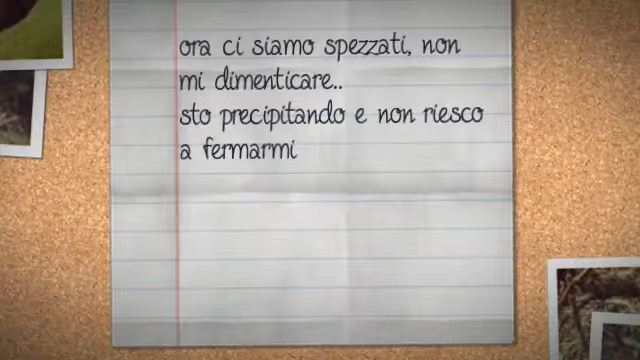 ora ci siamo spezzati, non
mi dimenticare..
sto precipitando e non riesco
a fermarmi